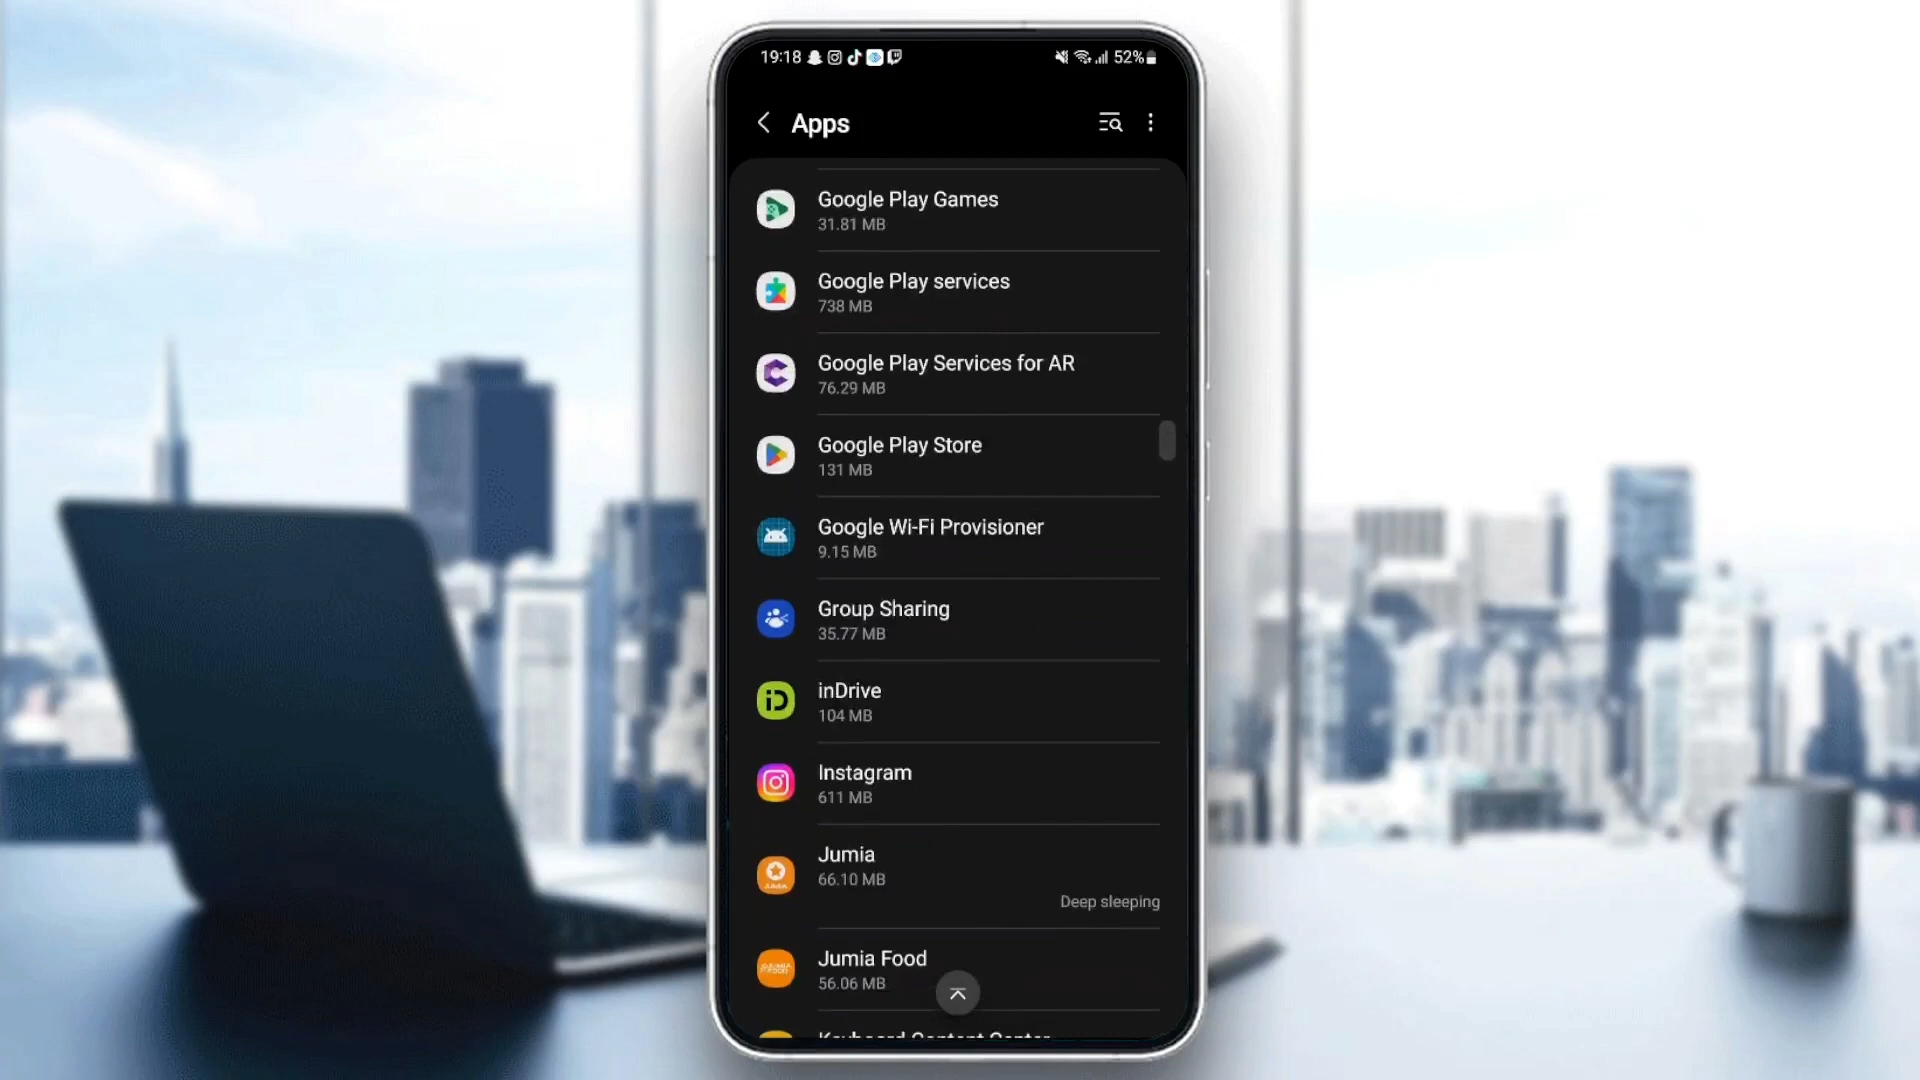 19:18
52%
Apps
Google Play Games
31.81 MB
Google Play services
738 MB
Google Play Services for AR
76.29 MB
Google Play Store
131 MB
Google Wi-Fi Provisioner
9.15 MB
Group Sharing
35.77 MB
inDrive
104 MB
Instagram
611 MB
Jumia
66.10 MB
Deep sleeping
Jumia Food
56.06 MB
Keyboard Content Center